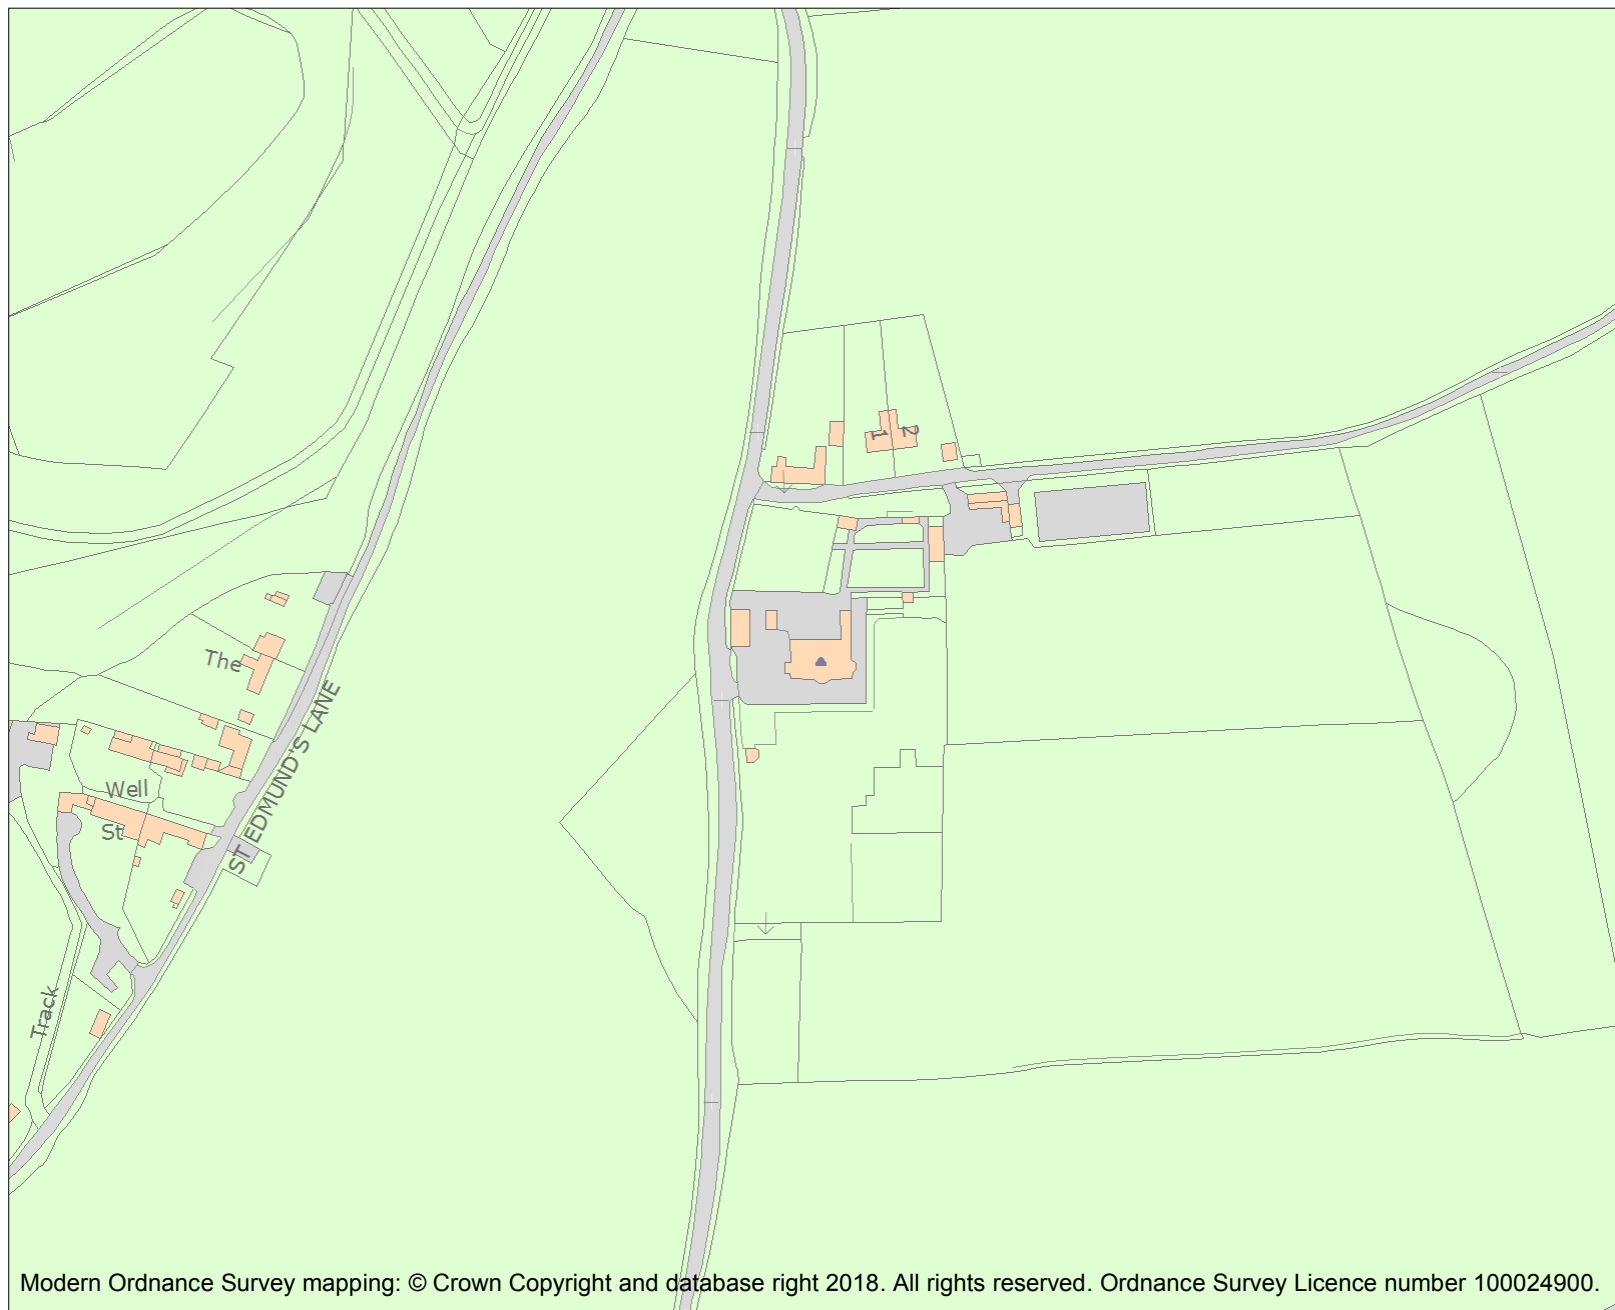 1
2
The
ST EDMUND'S LANE
Well
St
Track
Modern Ordnance Survey mapping: © Crown Copyright and database right 2018. All rights reserved. Ordnance Survey Licence number 100024900.